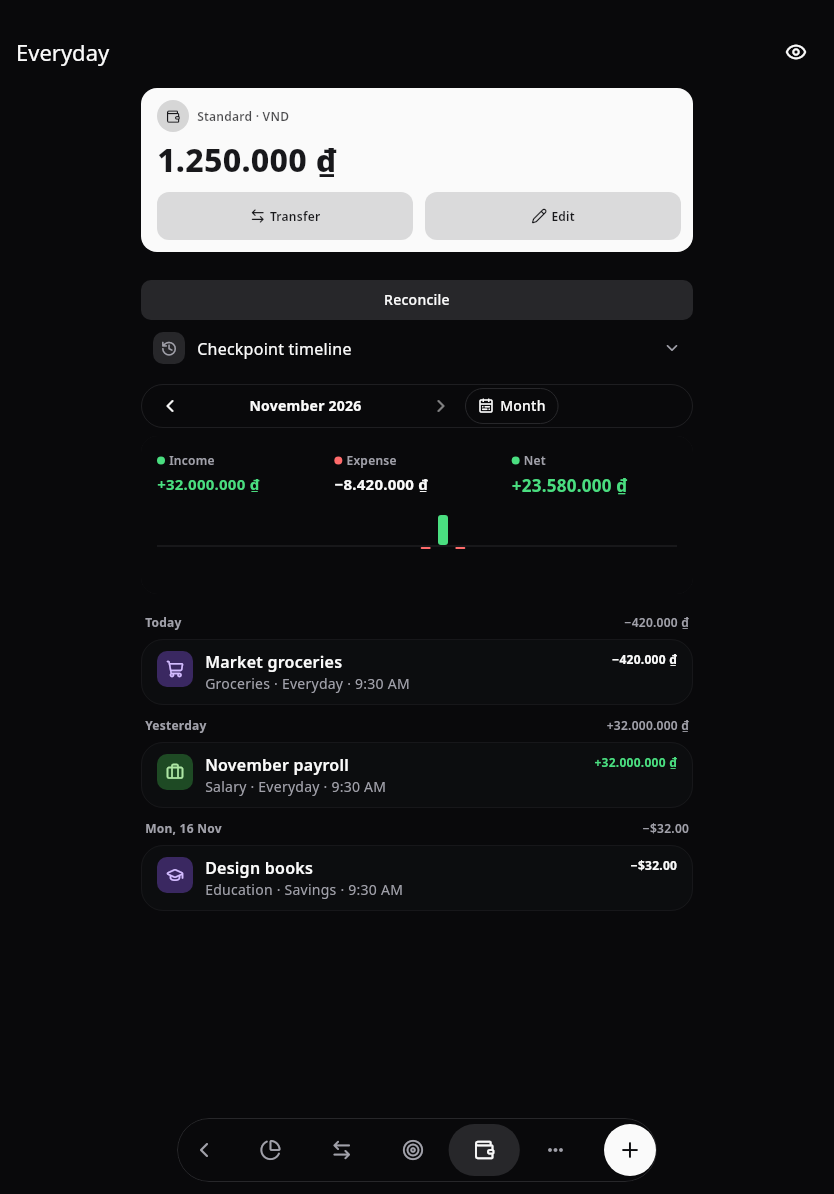 Everyday
Standard · VND
1.250.000 ₫
Transfer
Edit
Reconcile
Checkpoint timeline
November 2026
Month
Income
Expense
Net
+32.000.000 ₫
−8.420.000 ₫
+23.580.000 ₫
Today
−420.000 ₫
Market groceries
−420.000 ₫
Groceries · Everyday · 9:30 AM
Yesterday
+32.000.000 ₫
November payroll
+32.000.000 ₫
Salary · Everyday · 9:30 AM
Mon, 16 Nov
−$32.00
Design books
−$32.00
Education · Savings · 9:30 AM